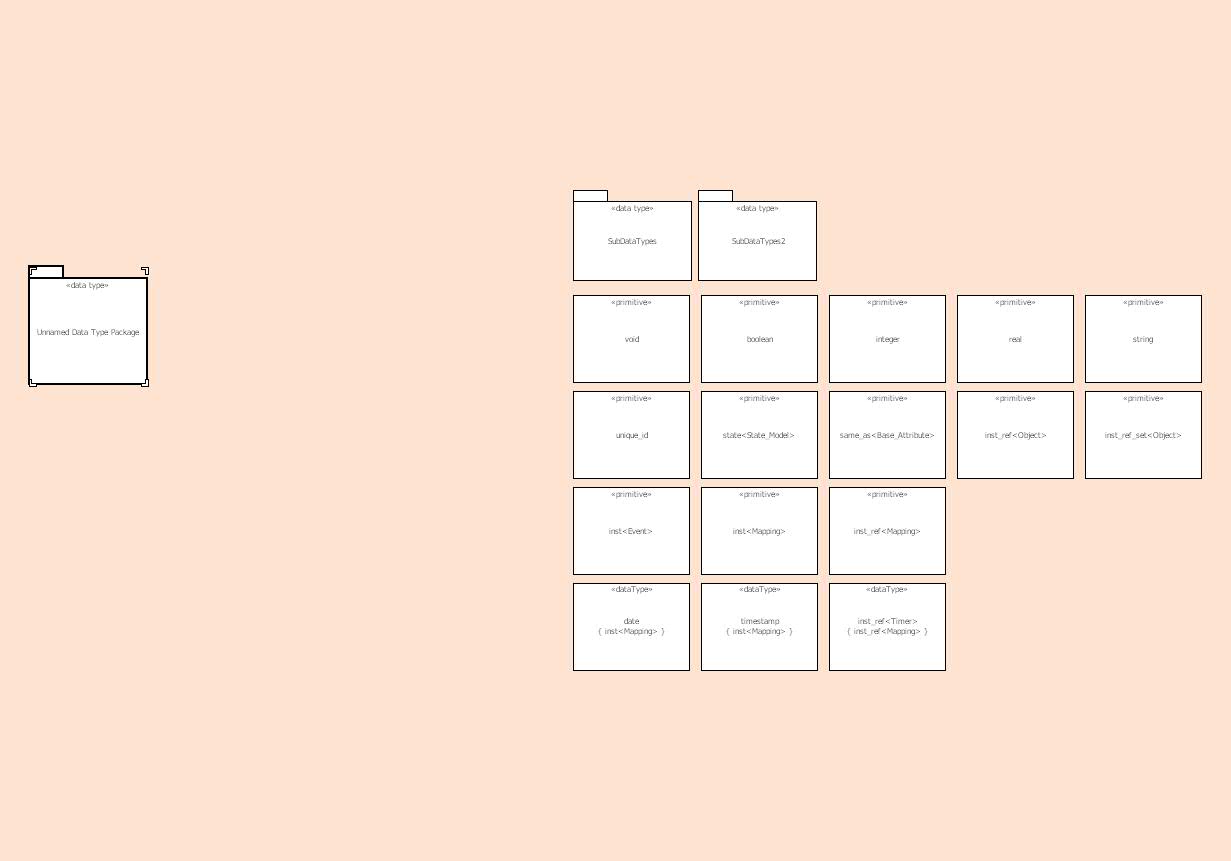 «data type»
SubDataTypes
«data type»
SubDataTypes2
«data type»
Unnamed Data Type Package
«primitive»
void
«primitive»
boolean
«primitive»
integer
«primitive»
real
«primitive»
string
«primitive»
unique_id
«primitive»
state<State_Model>
«primitive»
same_as<Base_Attribute>
«primitive»
inst_ref<Object>
«primitive»
inst_ref_set<Object>
«primitive»
inst<Event>
«primitive»
inst<Mapping>
«primitive»
inst_ref<Mapping>
«dataType»
date
{ inst<Mapping> }
«dataType»
timestamp
{ inst<Mapping> }
«dataType»
inst_ref<Timer>
{ inst_ref<Mapping> }